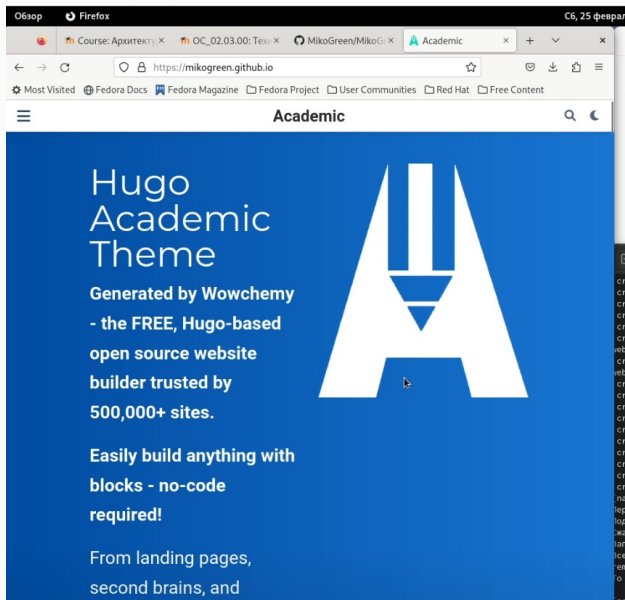 Обзор Firefox Сб, 25 феврал
Course: Архитекту ОС_02.03.00: Тех MikoGreen/MikoG Academic
https://mikogreen.github.io
Most Visited Fedora Docs Fedora Magazine Fedora Project User Communities Red Hat Free Content
Academic
Hugo
Academic
Theme
Generated by Wowchemy
- the FREE, Hugo-based
open source website
builder trusted by
500,000+ sites.
Easily build anything with
blocks - no-code
required!
From landing pages,
second brains, and